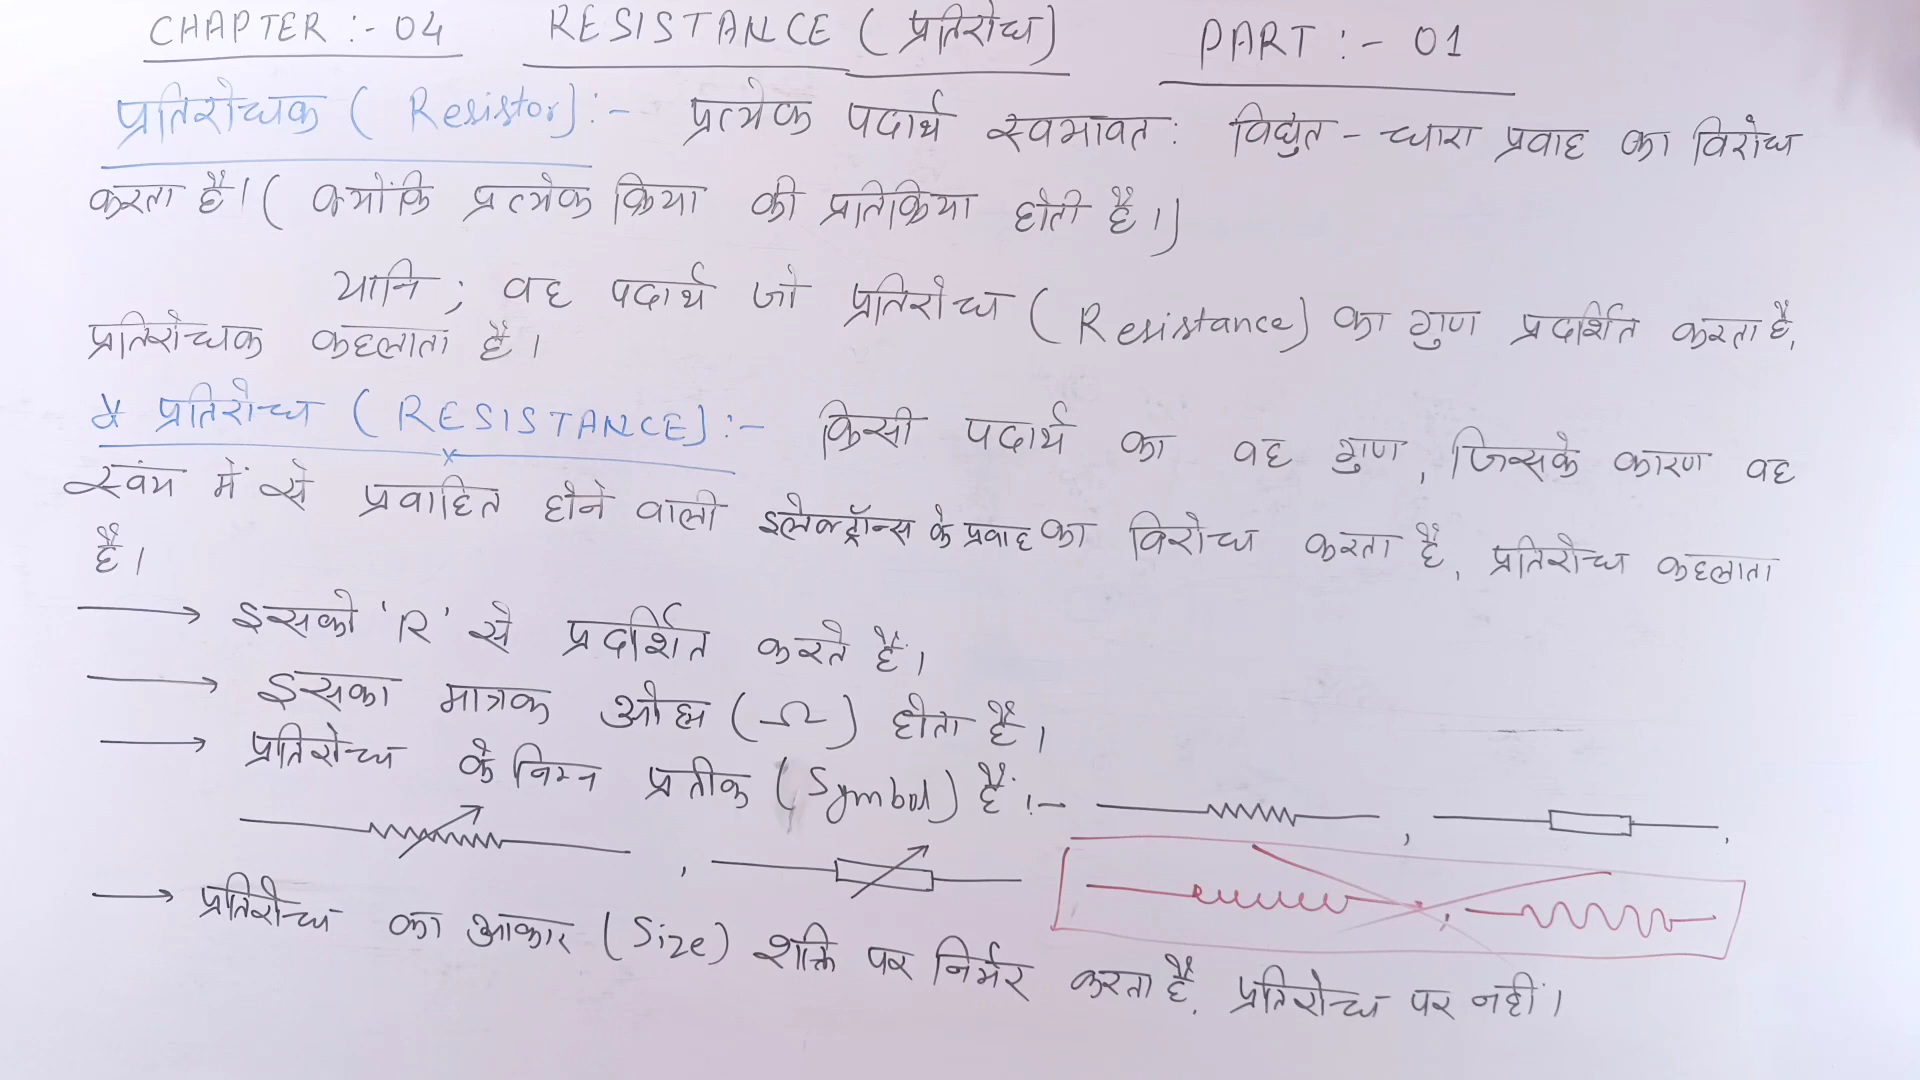 CHAPTER :- 04 RESISTANCE (प्रतिरोध) PART :- 01
प्रतिरोधक ( Resistor) :- प्रत्येक पदार्थ स्वभावत: विद्युत - धारा प्रवाह का विरोध
करता है। ( क्योंकि प्रत्येक क्रिया की प्रतिक्रिया होती है।)
यानि ; वह पदार्थ जो प्रतिरोध (Resistance) का गुण प्रदर्शित करता है,
प्रतिरोधक कहलाता है।
* प्रतिरोध ( RESISTANCE) :- किसी पदार्थ का वह गुण , जिसके कारण वह
स्वंय में से प्रवाहित होने वाली इलेक्ट्रॉन्स के प्रवाह का विरोध करता है, प्रतिरोध कहलाता
है।
→ इसको 'R' से प्रदर्शित करते है।
→ इसका मात्रक ओह्म (Ω) होता है।
→ प्रतिरोध के निम्न प्रतीक (Symbol) है :-
→ प्रतिरोध का आकार (Size) शक्ति पर निर्भर करता है, प्रतिरोध पर नहीं।